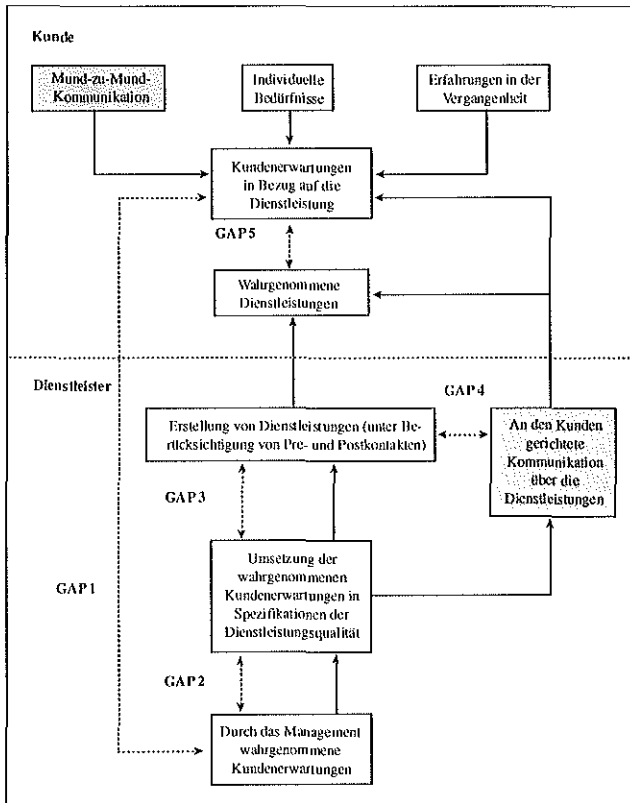 Kunde
Mund-zu-Mund-
Kommunikation
Individuelle
Bedürfnisse
Erfahrungen in der
Vergangenheit
Kundenerwartungen
in Bezug auf die
Dienstleistung
GAP 5
Wahrgenommene
Dienstleistungen
Dienstleister
GAP 4
Erstellung von Dienstleistungen (unter Be-
rücksichtigung von Pre- und Postkontakten)
An den Kunden
gerichtete
Kommunikation
über die
Dienstleistungen
GAP 3
Umsetzung der
wahrgenommenen
Kundenerwartungen in
Spezifikationen der
Dienstleistungsqualität
GAP 1
GAP 2
Durch das Management
wahrgenommene
Kundenerwartungen